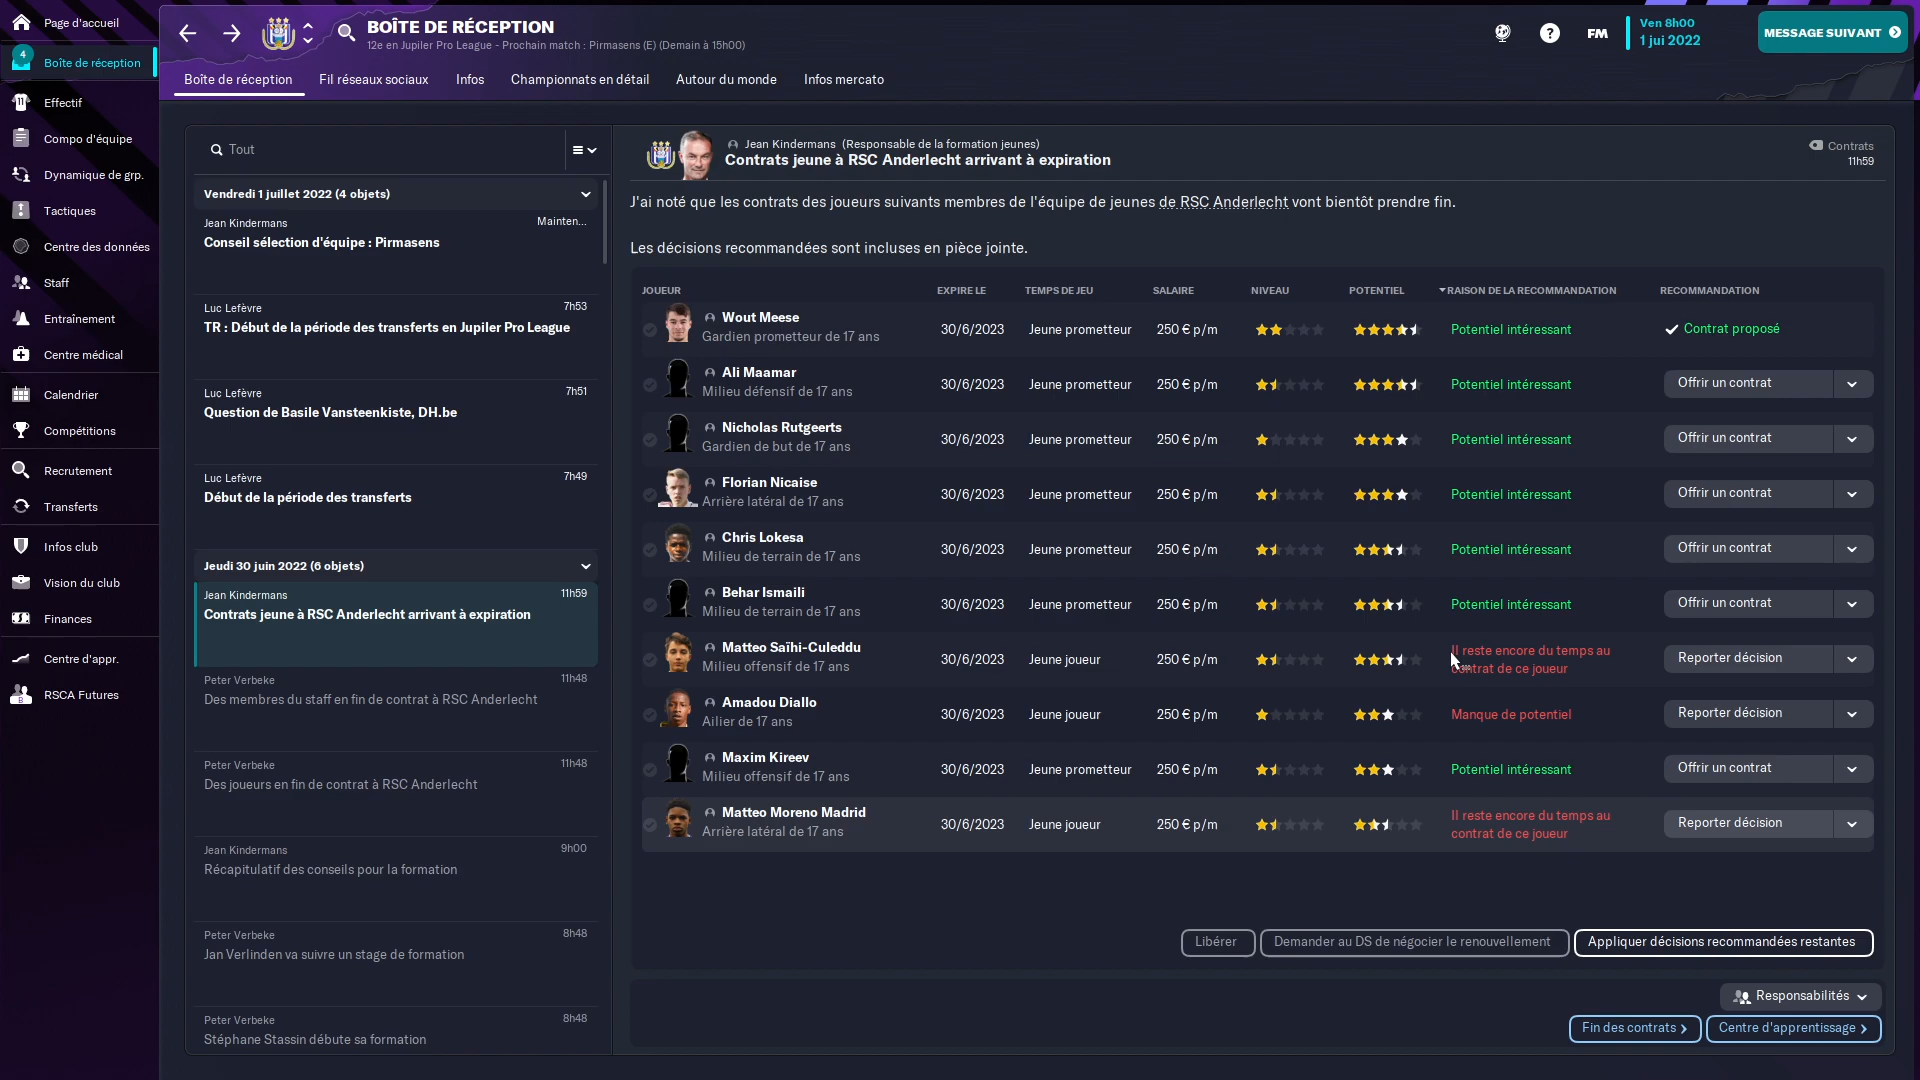 Page d'accueil
4
Boîte de réception
Effectif
Compo d'équipe
Dynamique de grp.
Tactiques
Centre des données
Staff
Entraînement
Centre médical
Calendrier
Compétitions
Recrutement
Transferts
Infos club
Vision du club
Finances
Centre d'appr.
RSCA Futures
BOÎTE DE RÉCEPTION
12e en Jupiler Pro League - Prochain match : Pirmasens (E) (Demain à 15h00)
FM
Ven 8h00
1 jui 2022
MESSAGE SUIVANT
Boîte de réception Fil réseaux sociaux Infos Championnats en détail Autour du monde Infos mercato
Tout
Vendredi 1 juillet 2022 (4 objets)
Jean Kindermans Mainten...
Conseil sélection d'équipe : Pirmasens
Luc Lefèvre 7h53
TR : Début de la période des transferts en Jupiler Pro League
Luc Lefèvre 7h51
Question de Basile Vansteenkiste, DH.be
Luc Lefèvre 7h49
Début de la période des transferts
Jeudi 30 juin 2022 (6 objets)
Jean Kindermans 11h59
Contrats jeune à RSC Anderlecht arrivant à expiration
Peter Verbeke 11h48
Des membres du staff en fin de contrat à RSC Anderlecht
Peter Verbeke 11h48
Des joueurs en fin de contrat à RSC Anderlecht
Jean Kindermans 9h00
Récapitulatif des conseils pour la formation
Peter Verbeke 8h48
Jan Verlinden va suivre un stage de formation
Peter Verbeke 8h48
Stéphane Stassin débute sa formation
Jean Kindermans (Responsable de la formation jeunes)
Contrats jeune à RSC Anderlecht arrivant à expiration
Contrats
11h59
J'ai noté que les contrats des joueurs suivants membres de l'équipe de jeunes de RSC Anderlecht vont bientôt prendre fin.
Les décisions recommandées sont incluses en pièce jointe.
JOUEUR EXPIRE LE TEMPS DE JEU SALAIRE NIVEAU POTENTIEL RAISON DE LA RECOMMANDATION RECOMMANDATION
Wout Meese
Gardien prometteur de 17 ans
30/6/2023 Jeune prometteur 250 € p/m Potentiel intéressant Contrat proposé
Ali Maamar
Milieu défensif de 17 ans
30/6/2023 Jeune prometteur 250 € p/m Potentiel intéressant Offrir un contrat
Nicholas Rutgeerts
Gardien de but de 17 ans
30/6/2023 Jeune prometteur 250 € p/m Potentiel intéressant Offrir un contrat
Florian Nicaise
Arrière latéral de 17 ans
30/6/2023 Jeune prometteur 250 € p/m Potentiel intéressant Offrir un contrat
Chris Lokesa
Milieu de terrain de 17 ans
30/6/2023 Jeune prometteur 250 € p/m Potentiel intéressant Offrir un contrat
Behar Ismaili
Milieu de terrain de 17 ans
30/6/2023 Jeune prometteur 250 € p/m Potentiel intéressant Offrir un contrat
Matteo Saïhi-Culeddu
Milieu offensif de 17 ans
30/6/2023 Jeune joueur 250 € p/m Il reste encore du temps au
contrat de ce joueur
Reporter décision
Amadou Diallo
Ailier de 17 ans
30/6/2023 Jeune joueur 250 € p/m Manque de potentiel Reporter décision
Maxim Kireev
Milieu offensif de 17 ans
30/6/2023 Jeune prometteur 250 € p/m Potentiel intéressant Offrir un contrat
Matteo Moreno Madrid
Arrière latéral de 17 ans
30/6/2023 Jeune joueur 250 € p/m Il reste encore du temps au
contrat de ce joueur
Reporter décision
Libérer Demander au DS de négocier le renouvellement Appliquer décisions recommandées restantes
Responsabilités
Fin des contrats Centre d'apprentissage